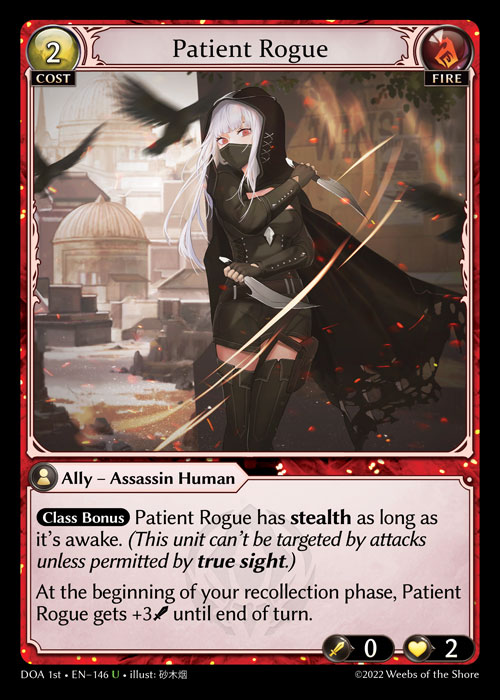 2
Patient Rogue
COST
FIRE
Ally – Assassin Human
Class Bonus Patient Rogue has stealth as long as
it's awake. (This unit can't be targeted by attacks
unless permitted by true sight.)
At the beginning of your recollection phase, Patient
Rogue gets +3 until end of turn.
0
2
DOA 1st • EN–146 U • illust: 砂木烟
©2022 Weebs of the Shore